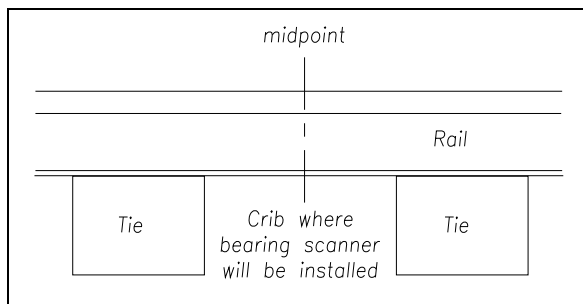 midpoint
Rail
Tie
Crib where
bearing scanner
will be installed
Tie